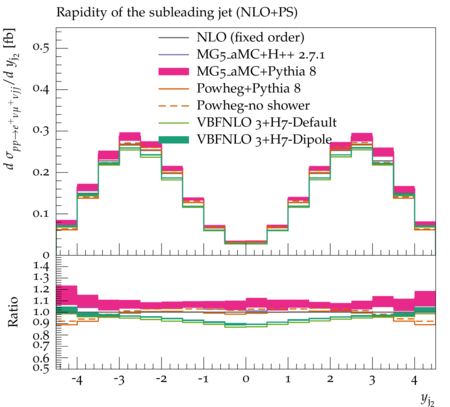 Rapidity of the subleading jet (NLO+PS)
d σpp→e+νμ μ+νjj/d yj2 [fb]
NLO (fixed order)
MG5_aMC+H++ 2.7.1
MG5_aMC+Pythia 8
Powheg+Pythia 8
Powheg-no shower
VBFNLO 3+H7-Default
VBFNLO 3+H7-Dipole
0.5
0.4
0.3
0.2
0.1
0
Ratio
1.4
1.3
1.2
1.1
1.0
0.9
0.8
0.7
0.6
0.5
-4 -3 -2 -1 0 1 2 3 4
yj2